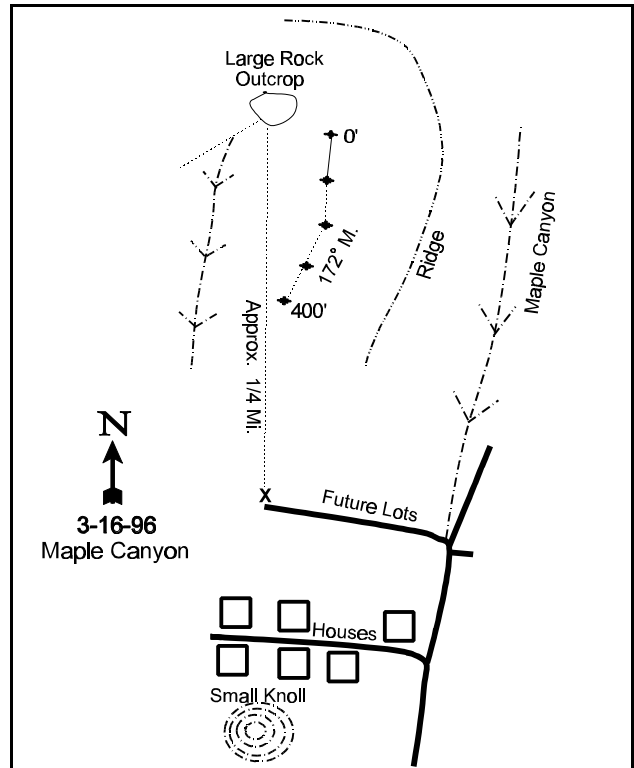 Large Rock
Outcrop
0'
Maple Canyon
Ridge
172° M.
400'
Approx. 1/4 Mi.
N
3-16-96
Maple Canyon
X
Future Lots
Houses
Small Knoll